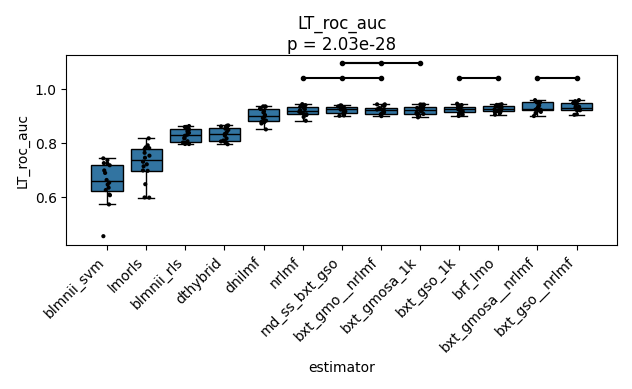 LT_roc_auc
p = 2.03e-28
LT_roc_auc
1.0
0.8
0.6
blmnii_svm
lmorls
blmnii_rls
dthybrid
dnilmf
nrlmf
md_ss_bxt_gso
bxt_gmo__nrlmf
bxt_gmosa_1k
bxt_gso_1k
brf_lmo
bxt_gmosa__nrlmf
bxt_gso__nrlmf
estimator